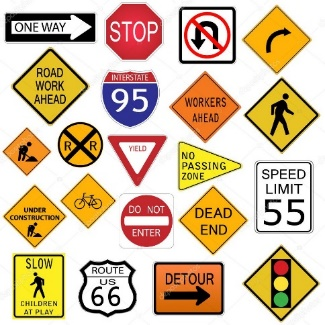 ONE WAY
STOP
ROAD
WORK
AHEAD
INTERSTATE
95
WORKERS
AHEAD
R R
YIELD
NO
PASSING
ZONE
SPEED
LIMIT
55
UNDER
CONSTRUCTION
DO NOT
ENTER
DEAD
END
SLOW
CHILDREN
AT PLAY
ROUTE
US
66
DETOUR